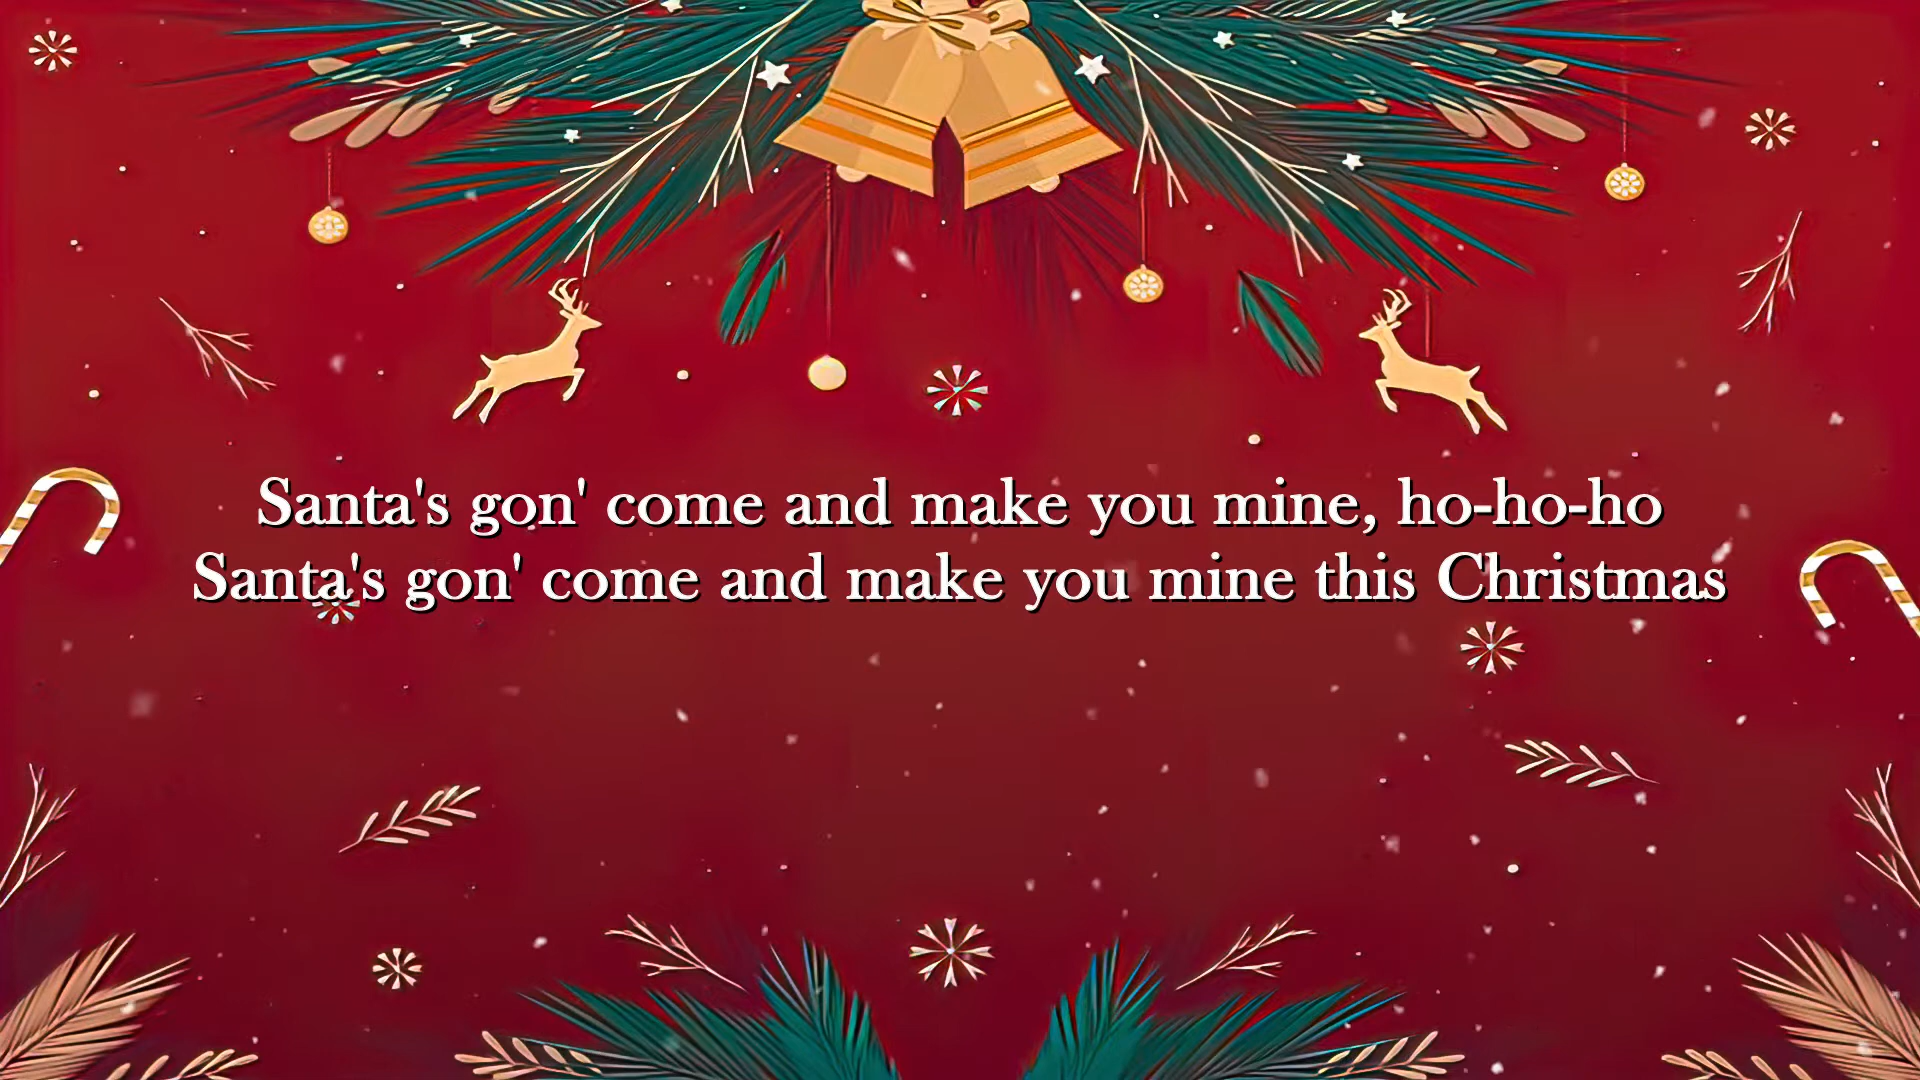 Santa's gon' come and make you mine, ho-ho-ho
Santa's gon' come and make you mine this Christmas